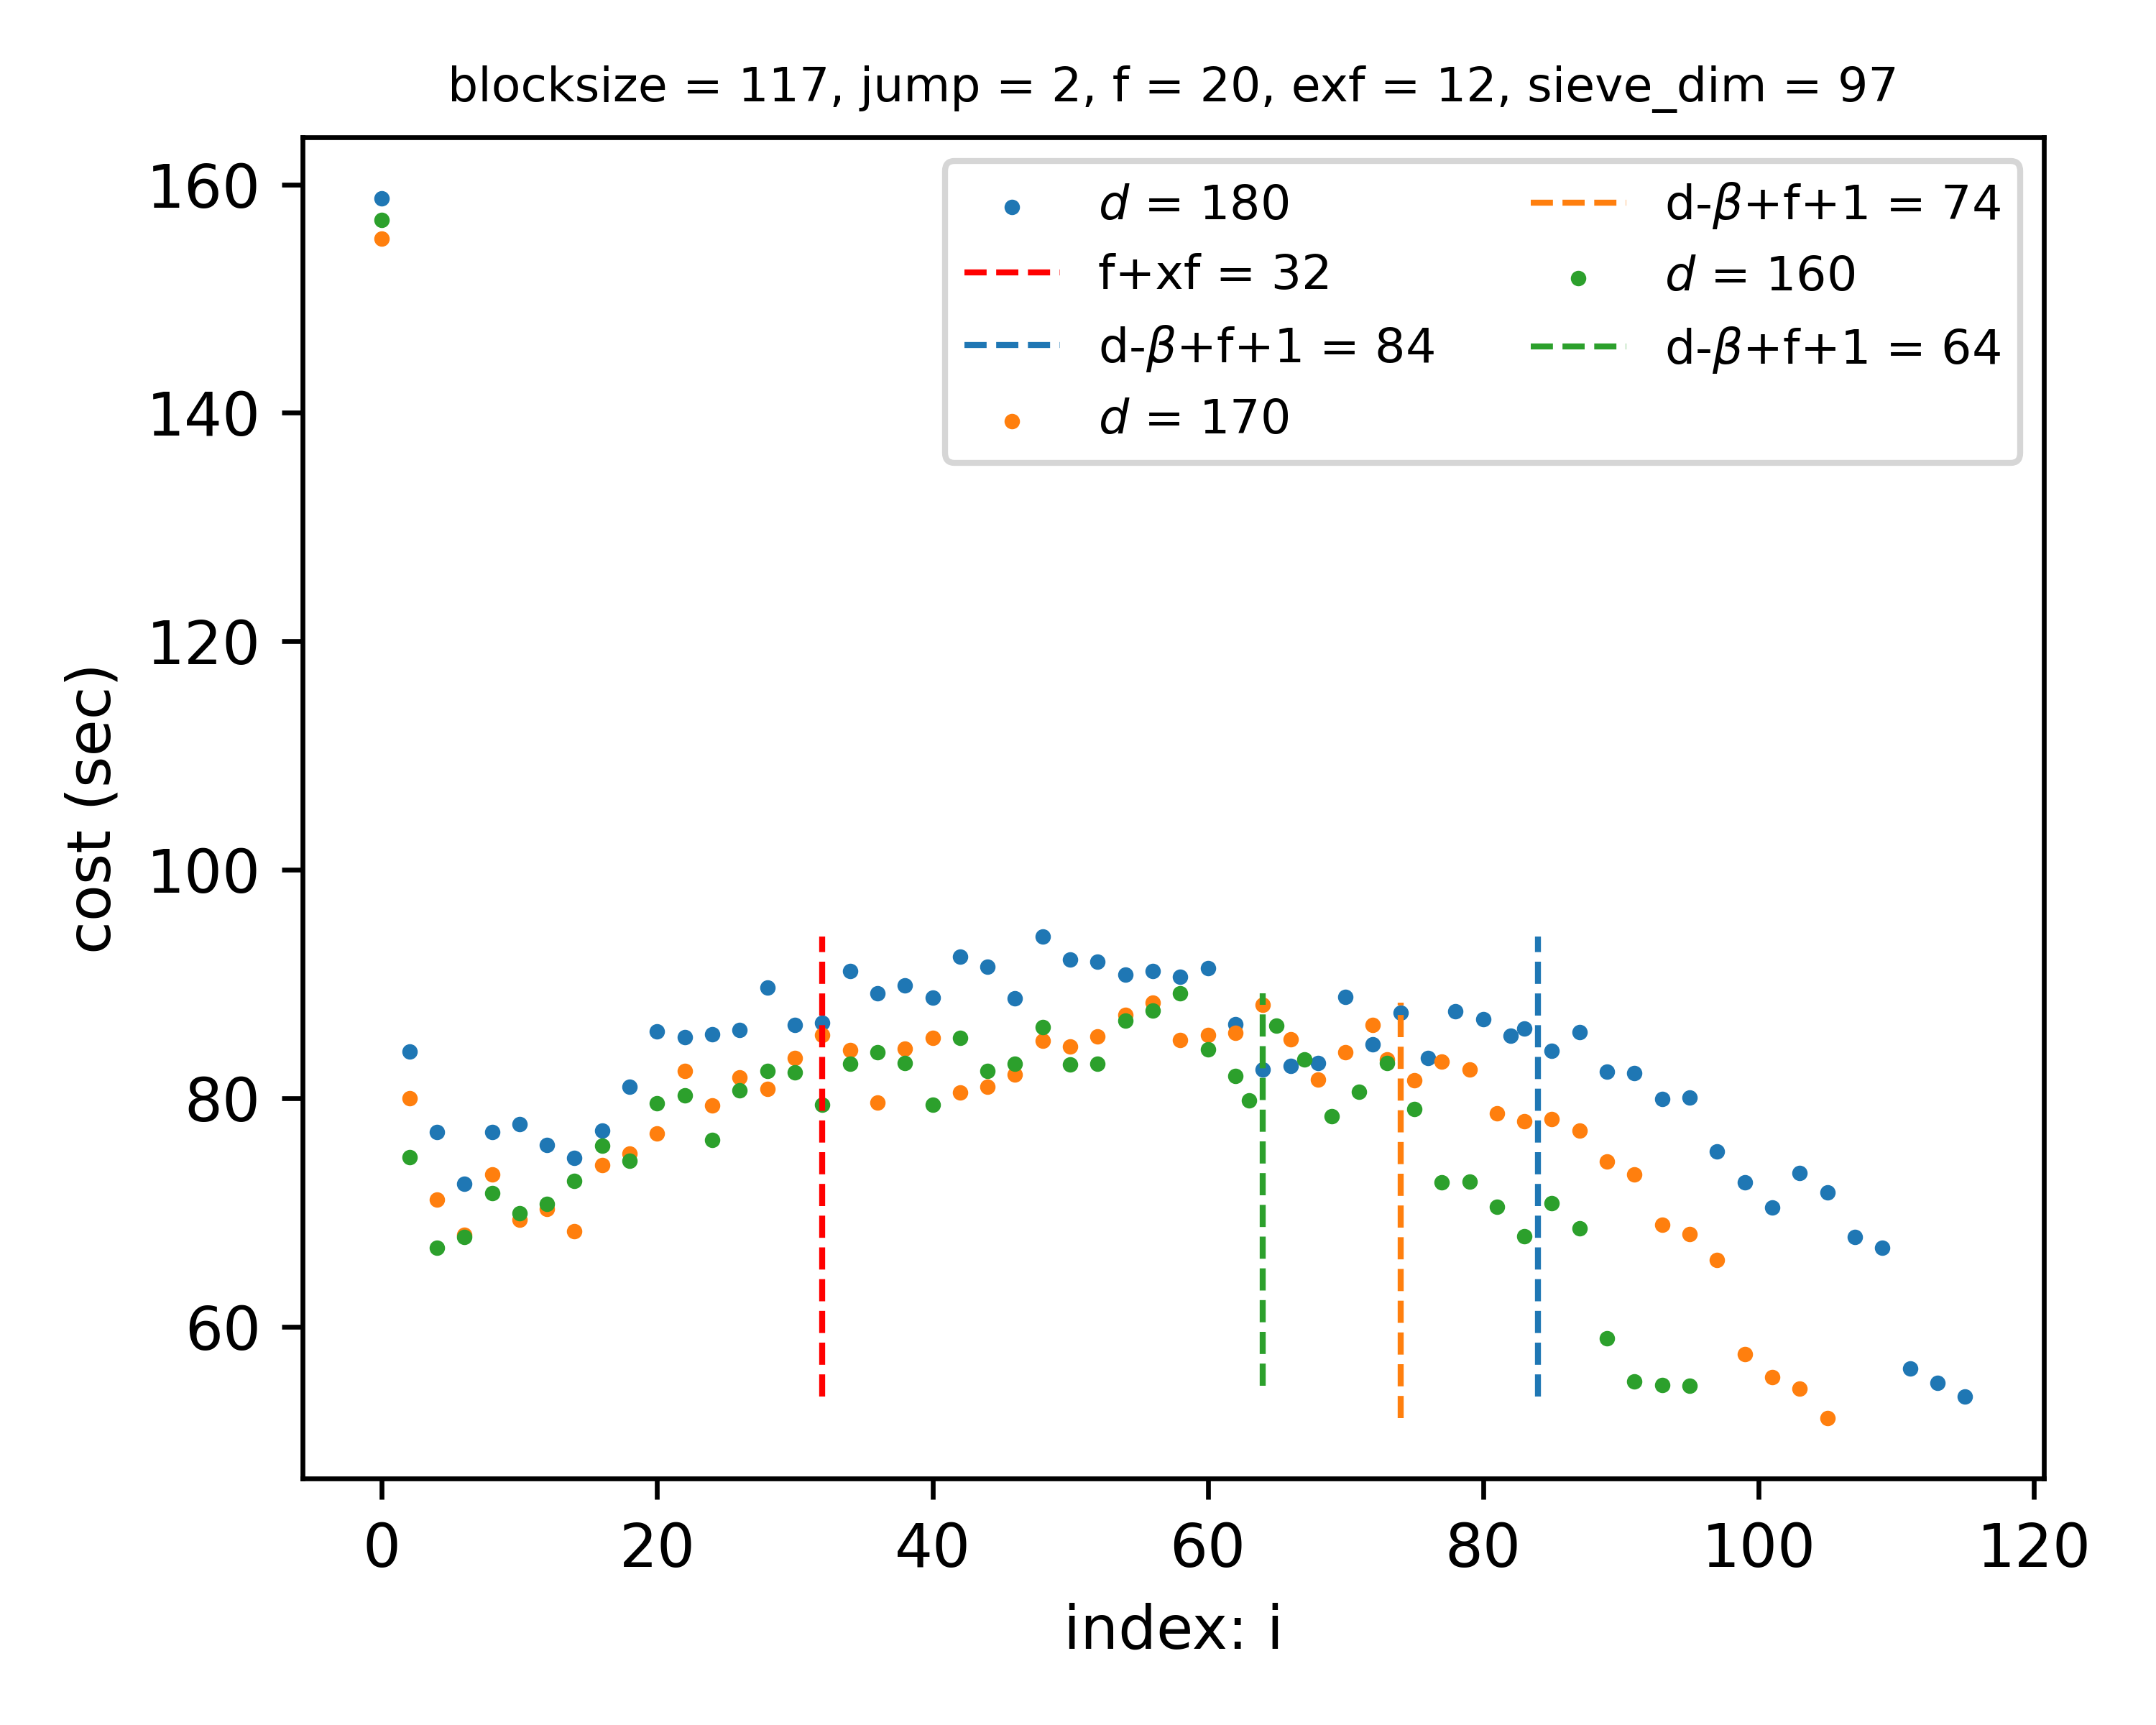 blocksize = 117, jump = 2, f = 20, exf = 12, sieve_dim = 97
d = 180
f+xf = 32
d-β+f+1 = 84
d = 170
d-β+f+1 = 74
d = 160
d-β+f+1 = 64
160
140
120
100
80
60
cost (sec)
0 20 40 60 80 100 120
index: i